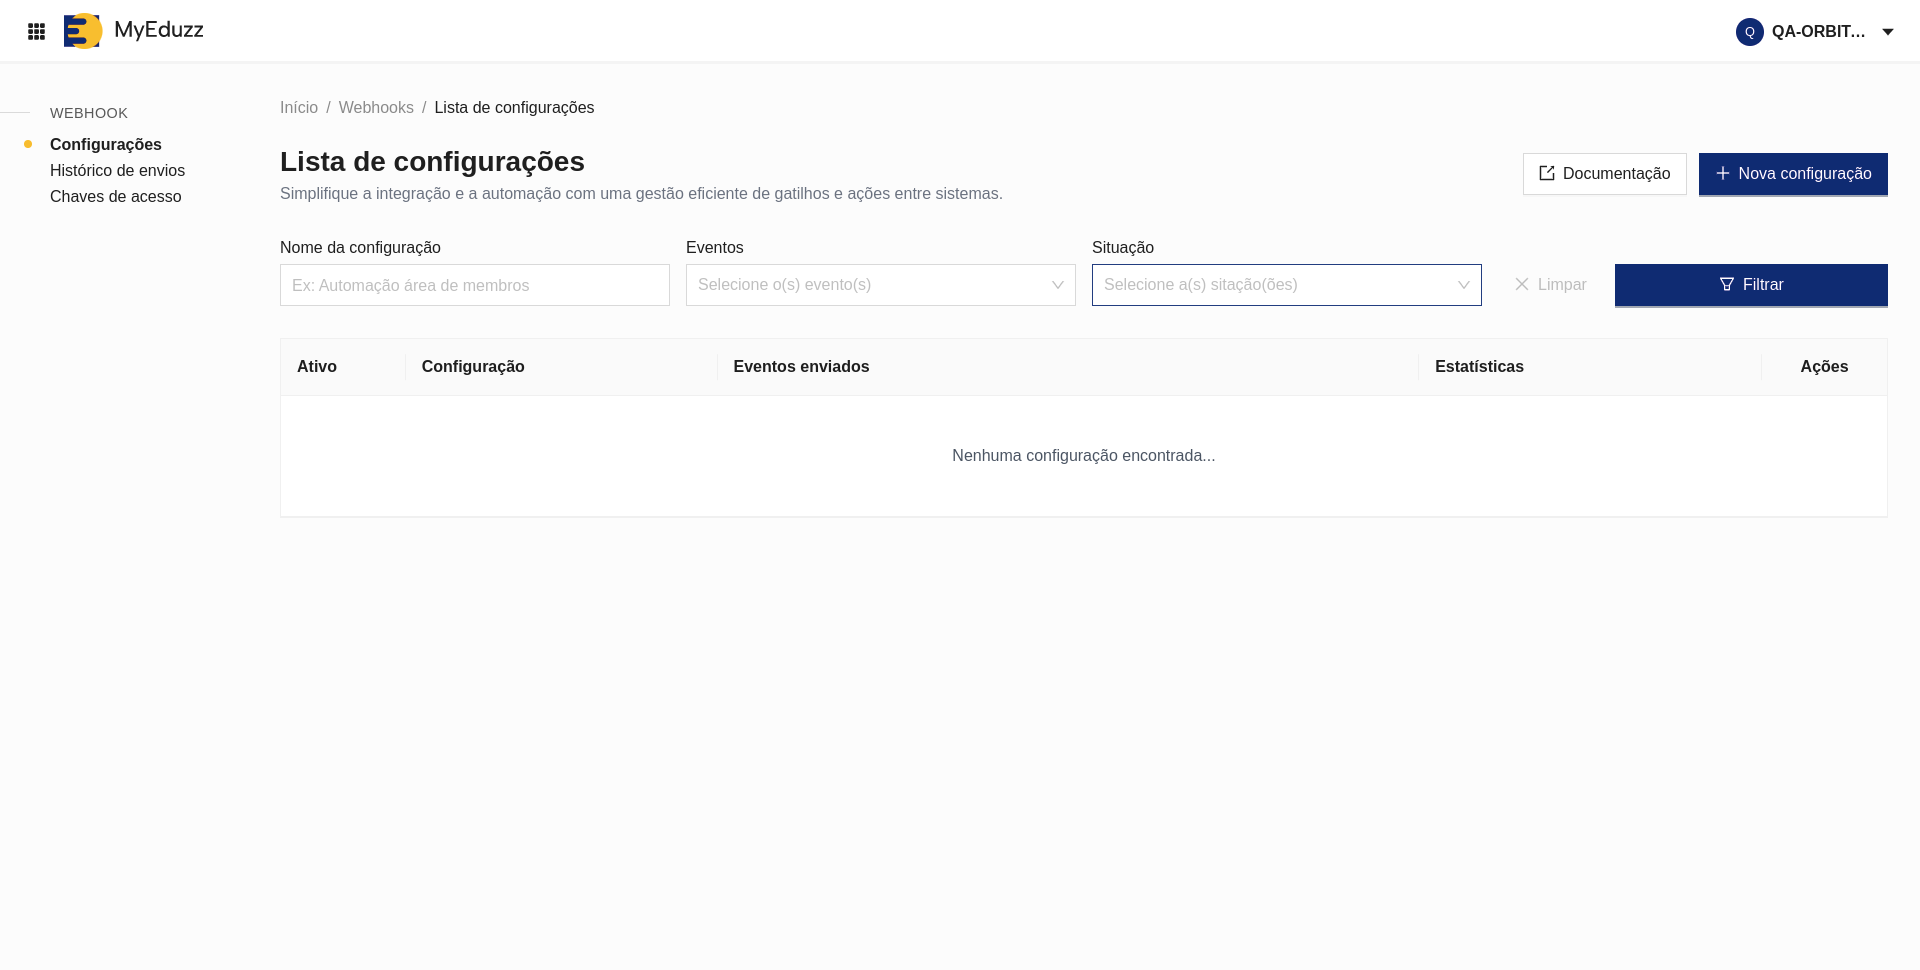 MyEduzz
Q QA-ORBIT...
WEBHOOK
Configurações
Histórico de envios
Chaves de acesso
Início / Webhooks / Lista de configurações
Lista de configurações
Simplifique a integração e a automação com uma gestão eficiente de gatilhos e ações entre sistemas.
Documentação
Nova configuração
Nome da configuração Eventos Situação
Ex: Automação área de membros Selecione o(s) evento(s) Selecione a(s) sitação(ões) Limpar Filtrar
Ativo Configuração Eventos enviados Estatísticas Ações
Nenhuma configuração encontrada...